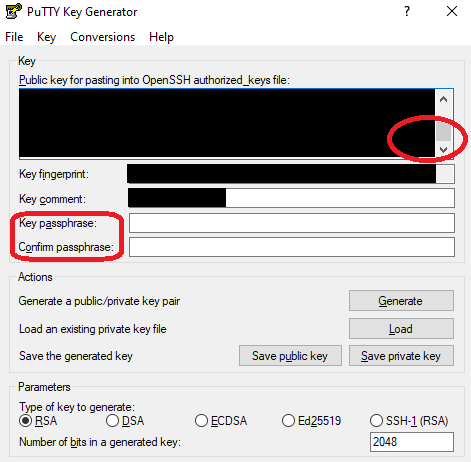 PuTTY Key Generator
File Key Conversions Help
Key
Public key for pasting into OpenSSH authorized_keys file:
Key fingerprint:
Key comment:
Key passphrase:
Confirm passphrase:
Actions
Generate a public/private key pair
Generate
Load an existing private key file
Load
Save the generated key
Save public key
Save private key
Parameters
Type of key to generate:
RSA DSA ECDSA Ed25519 SSH-1 (RSA)
Number of bits in a generated key:
2048